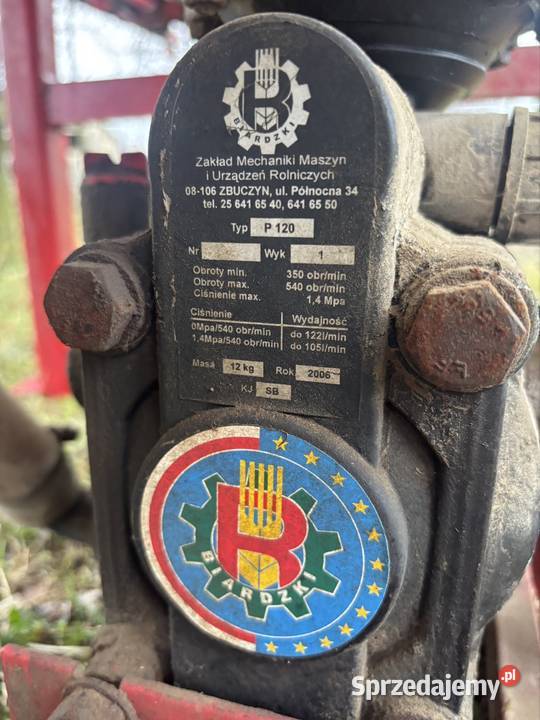 B
BIARDZKI
Zakład Mechaniki Maszyn
i Urządzeń Rolniczych
08-106 ZBUCZYN, ul. Północna 34
tel. 25 641 65 40, 641 65 50
Typ P 120
Nr Wyk 1
Obroty min. 350 obr/min
Obroty max. 540 obr/min
Ciśnienie max. 1,4 Mpa
Ciśnienie Wydajność
0Mpa/540 obr/min do 122l/min
1,4Mpa/540 obr/min do 105l/min
Masa 12 kg Rok 2006
KJ SB
B
BIARDZKI
Sprzedajemy.pl